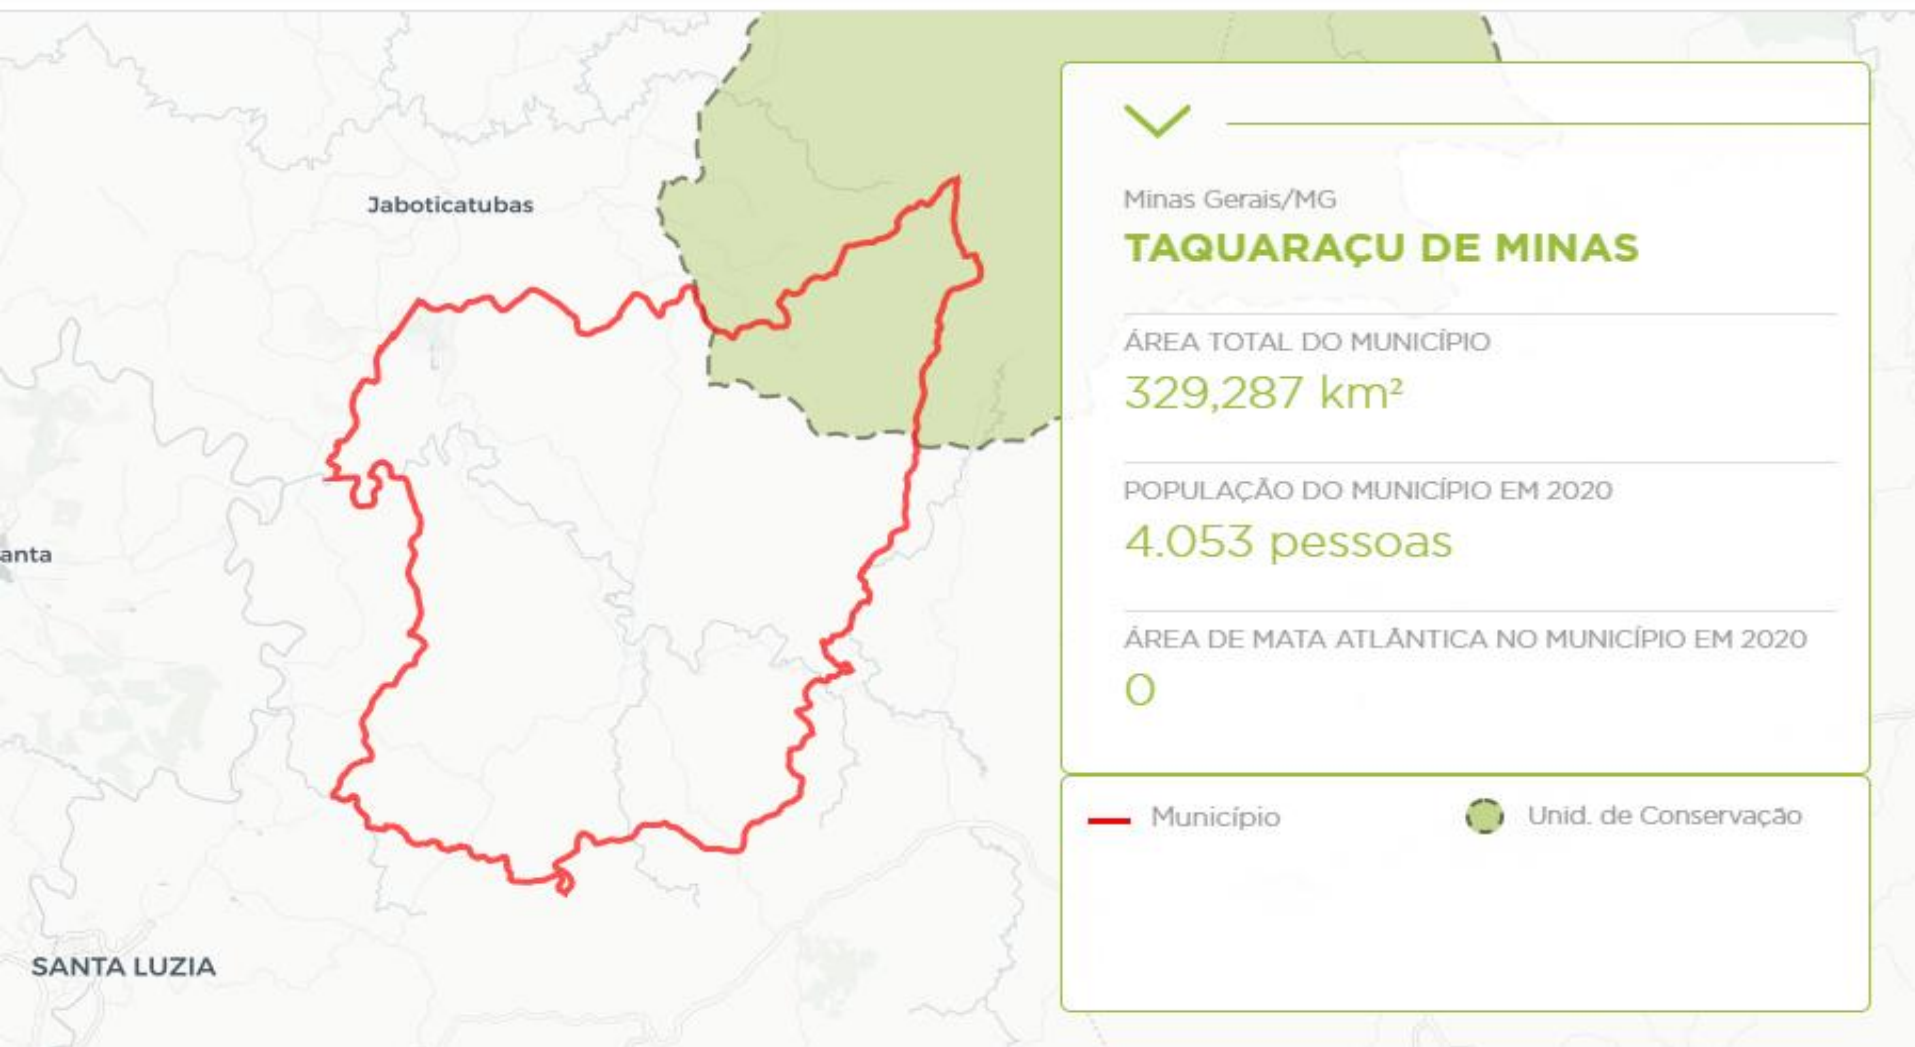 Jaboticatubas
anta
SANTA LUZIA
Minas Gerais/MG
TAQUARAÇU DE MINAS
ÁREA TOTAL DO MUNICÍPIO
329,287 km²
POPULAÇÃO DO MUNICÍPIO EM 2020
4.053 pessoas
ÁREA DE MATA ATLÂNTICA NO MUNICÍPIO EM 2020
0
Município
Unid. de Conservação